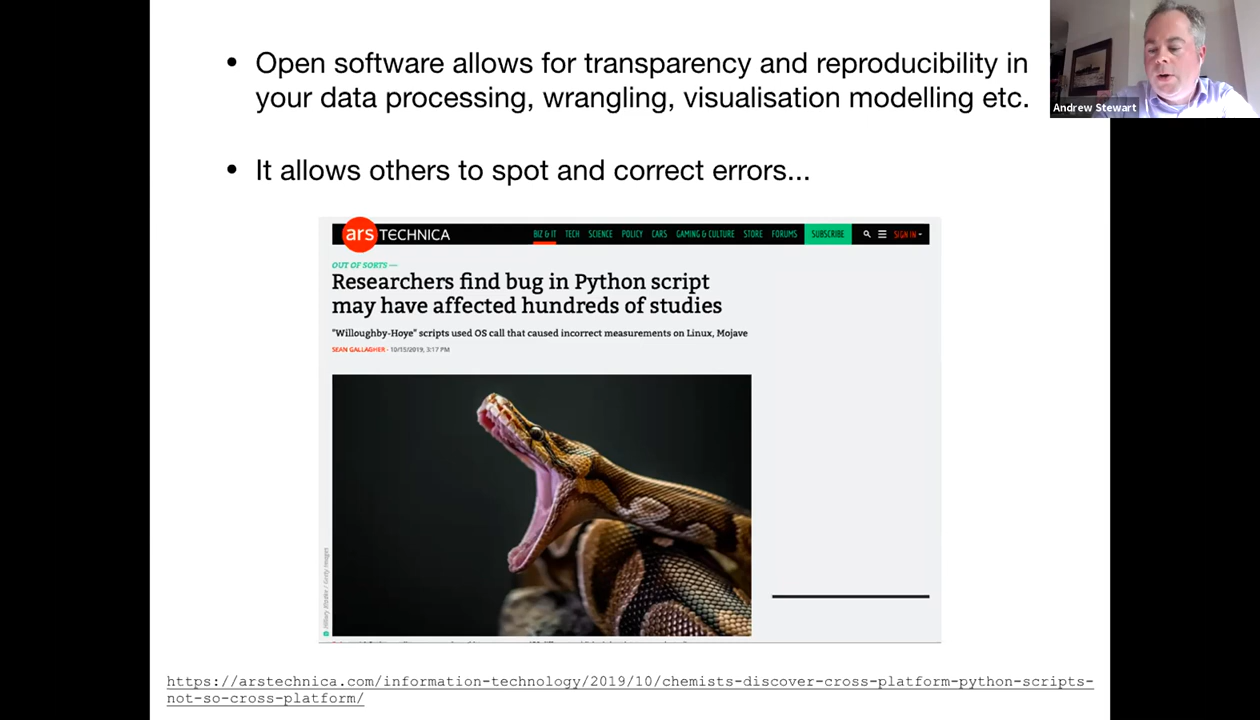 • Open software allows for transparency and reproducibility in
your data processing, wrangling, visualisation modelling etc.
Andrew Stewart
• It allows others to spot and correct errors...
ars TECHNICA BIZ & IT TECH SCIENCE POLICY CARS GAMING & CULTURE STORE FORUMS SUBSCRIBE SIGN IN
OUT OF SORTS —
Researchers find bug in Python script
may have affected hundreds of studies
"Willoughby-Hoye" scripts used OS call that caused incorrect measurements on Linux, Mojave
SEAN GALLAGHER - 10/15/2019, 3:17 PM
https://arstechnica.com/information-technology/2019/10/chemists-discover-cross-platform-python-scripts-
not-so-cross-platform/